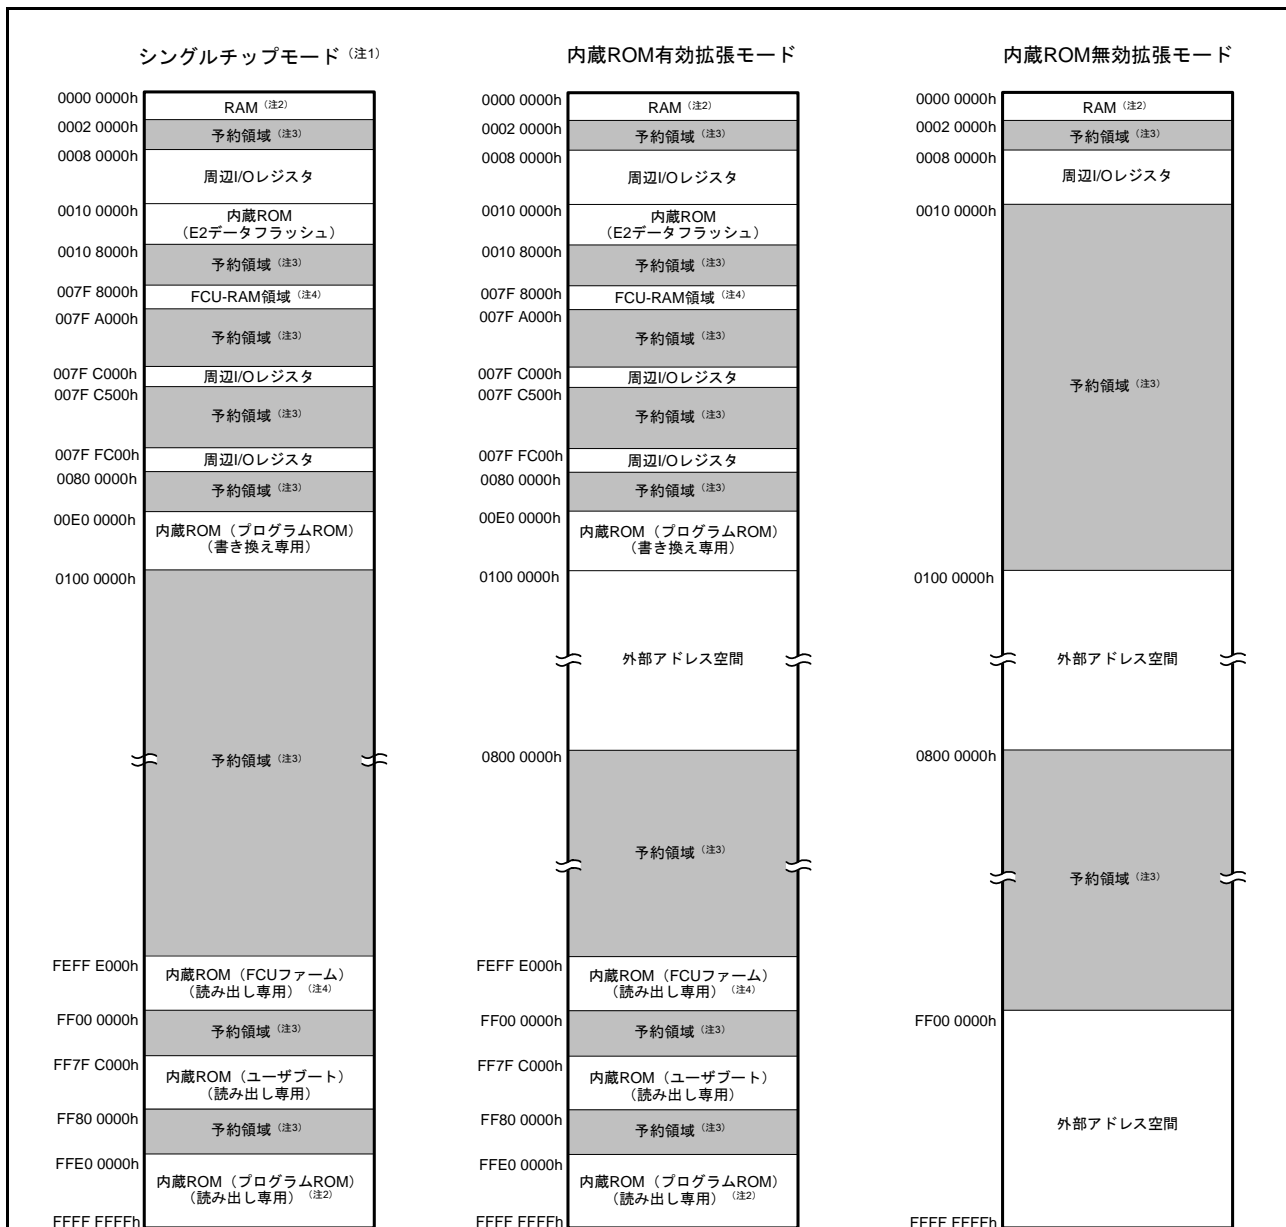 シングルチップモード（注1）
0000 0000h
RAM（注2）
0002 0000h
予約領域（注3）
0008 0000h
周辺I/Oレジスタ
0010 0000h
内蔵ROM
（E2データフラッシュ）
0010 8000h
予約領域（注3）
007F 8000h
FCU-RAM領域（注4）
007F A000h
予約領域（注3）
007F C000h
周辺I/Oレジスタ
007F C500h
予約領域（注3）
007F FC00h
周辺I/Oレジスタ
0080 0000h
予約領域（注3）
00E0 0000h
内蔵ROM（プログラムROM）
（書き換え専用）
0100 0000h
予約領域（注3）
FEFF E000h
内蔵ROM（FCUファーム）
（読み出し専用）（注4）
FF00 0000h
予約領域（注3）
FF7F C000h
内蔵ROM（ユーザブート）
（読み出し専用）
FF80 0000h
予約領域（注3）
FFE0 0000h
内蔵ROM（プログラムROM）
（読み出し専用）（注2）
FFFF FFFFh
内蔵ROM有効拡張モード
0000 0000h
RAM（注2）
0002 0000h
予約領域（注3）
0008 0000h
周辺I/Oレジスタ
0010 0000h
内蔵ROM
（E2データフラッシュ）
0010 8000h
予約領域（注3）
007F 8000h
FCU-RAM領域（注4）
007F A000h
予約領域（注3）
007F C000h
周辺I/Oレジスタ
007F C500h
予約領域（注3）
007F FC00h
周辺I/Oレジスタ
0080 0000h
予約領域（注3）
00E0 0000h
内蔵ROM（プログラムROM）
（書き換え専用）
0100 0000h
外部アドレス空間
0800 0000h
予約領域（注3）
FEFF E000h
内蔵ROM（FCUファーム）
（読み出し専用）（注4）
FF00 0000h
予約領域（注3）
FF7F C000h
内蔵ROM（ユーザブート）
（読み出し専用）
FF80 0000h
予約領域（注3）
FFE0 0000h
内蔵ROM（プログラムROM）
（読み出し専用）（注2）
FFFF FFFFh
内蔵ROM無効拡張モード
0000 0000h
RAM（注2）
0002 0000h
予約領域（注3）
0008 0000h
周辺I/Oレジスタ
0010 0000h
予約領域（注3）
0100 0000h
外部アドレス空間
0800 0000h
予約領域（注3）
FF00 0000h
外部アドレス空間
FFFF FFFFh